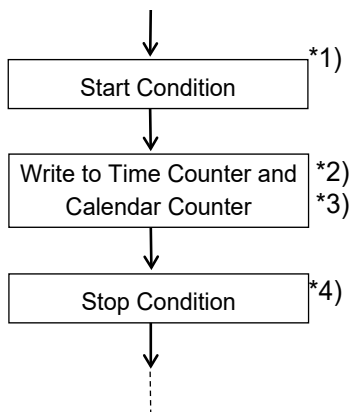 *1)
Start Condition
Write to Time Counter and *2)
Calendar Counter *3)
Stop Condition *4)